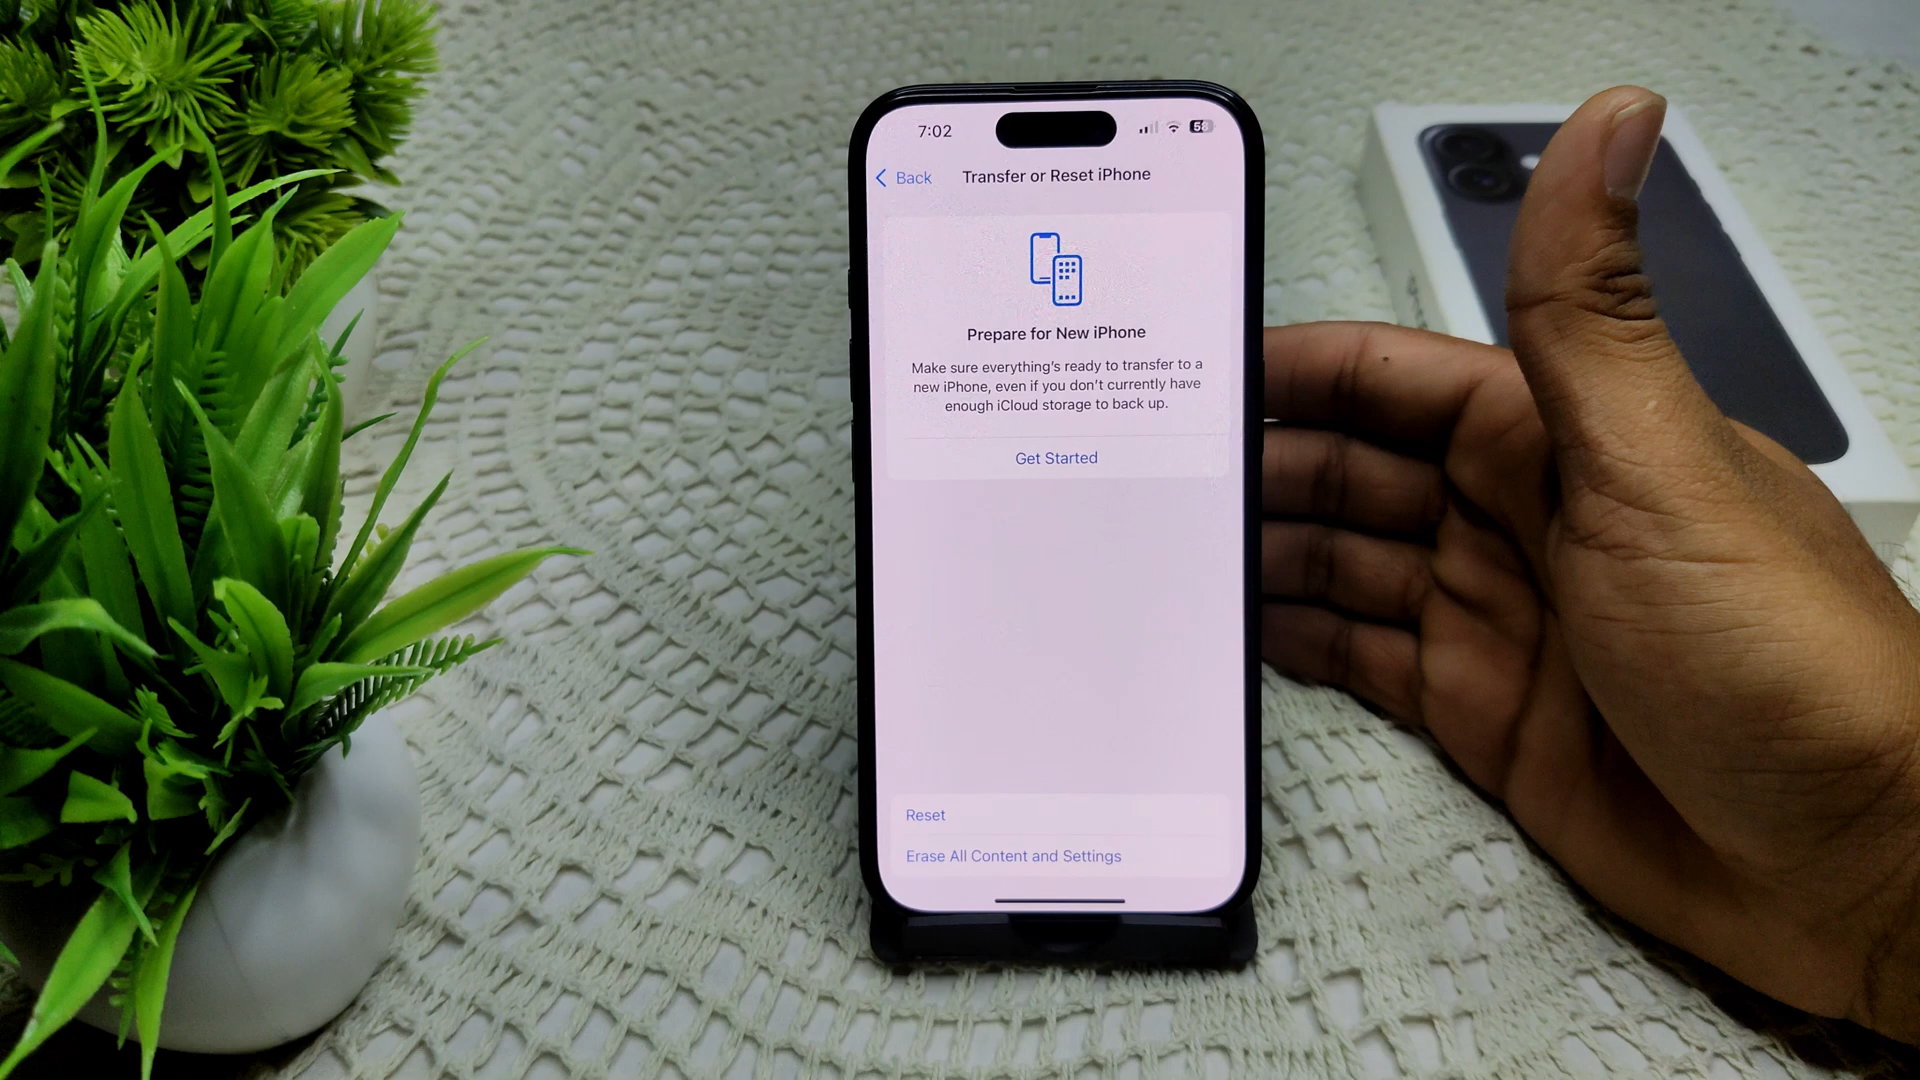 7:02
58
Back
Transfer or Reset iPhone
Prepare for New iPhone
Make sure everything's ready to transfer to a
new iPhone, even if you don't currently have
enough iCloud storage to back up.
Get Started
Reset
Erase All Content and Settings